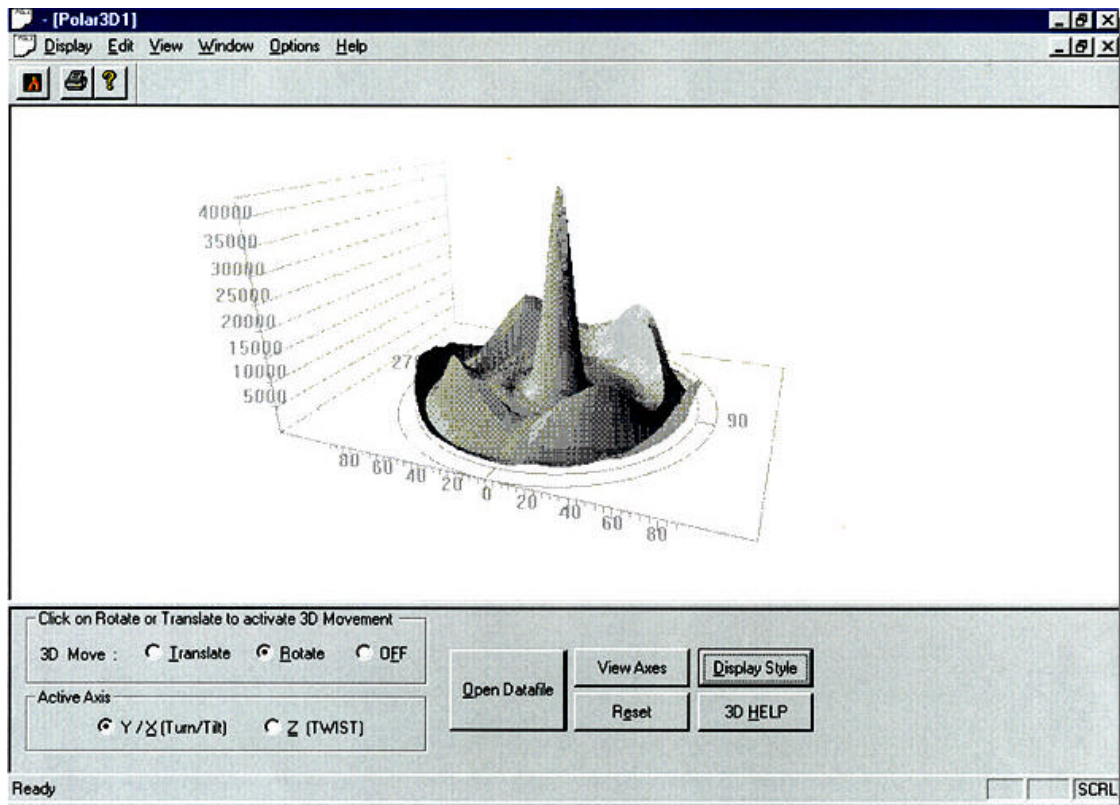 - [Polar3D1]
Display Edit View Window Options Help
40000
35000
30000
25000
20000
15000
10000
5000
90
80 60 40 20 0 20 40 60 80
Click on Rotate or Translate to activate 3D Movement
3D Move : Translate Rotate OFF
Active Axis
Y / X (Turn/Tilt) Z (TWIST)
Open Datafile
View Axes
Display Style
Reset
3D HELP
Ready
SCRL